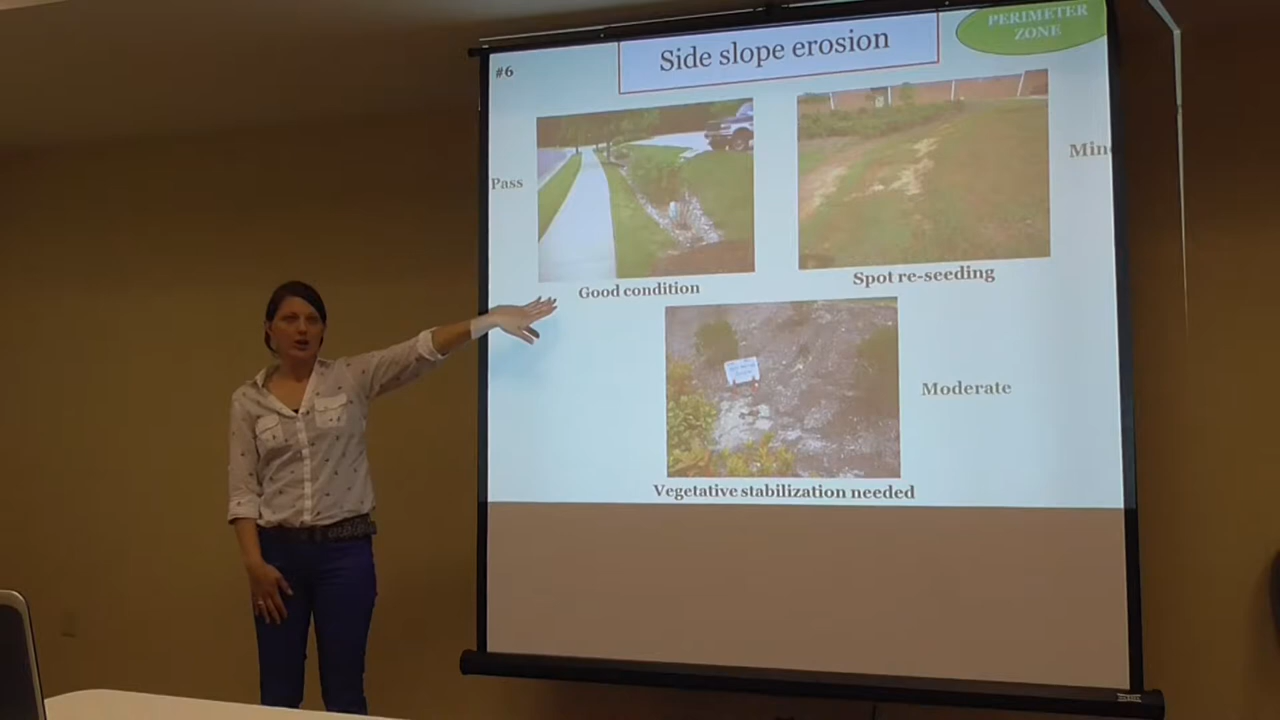 PERIMETER
ZONE
Side slope erosion
#6
Pass
Min
Good condition
Spot re-seeding
Moderate
Vegetative stabilization needed